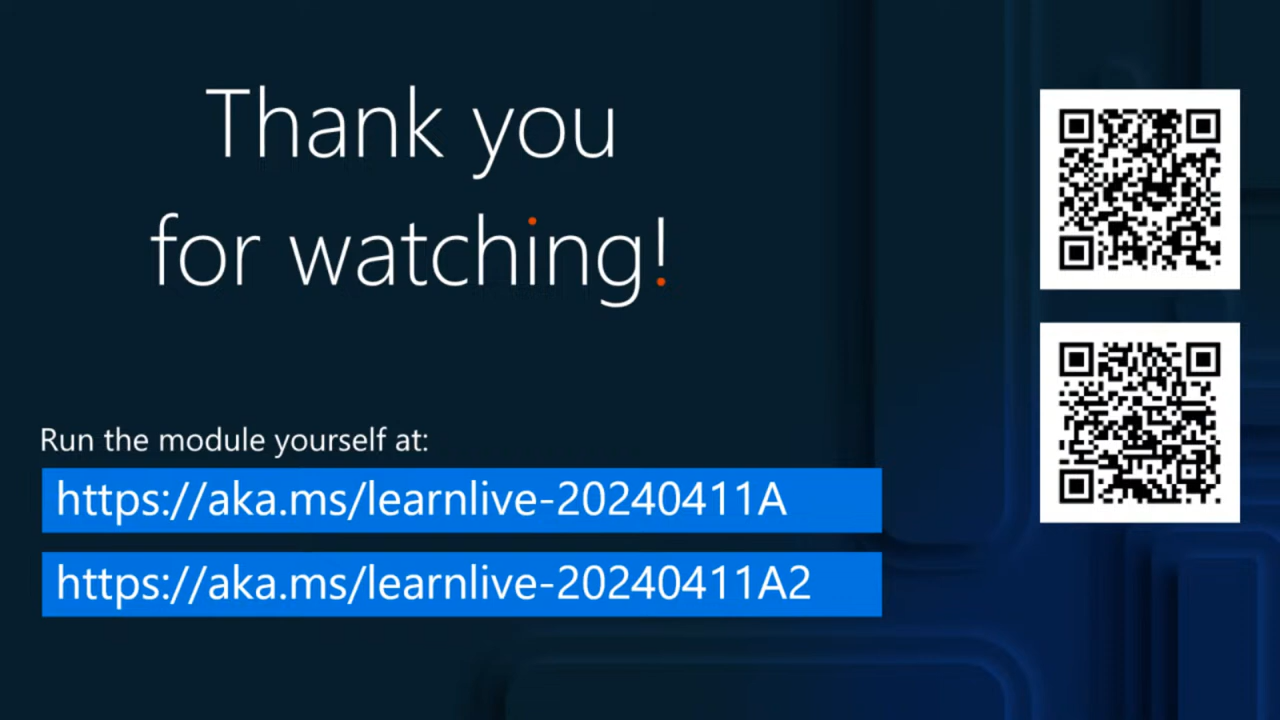 Thank you
for watching!
Run the module yourself at:
https://aka.ms/learnlive-20240411A
https://aka.ms/learnlive-20240411A2